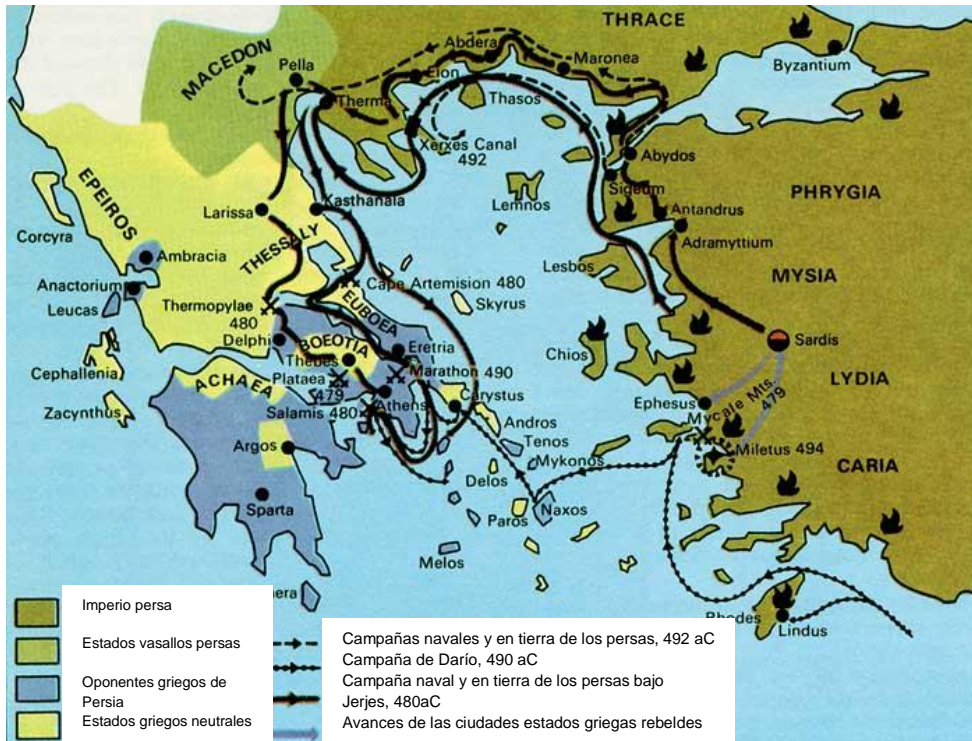 THRACE
MACEDON
Pella
Abdera
Maronea
Byzantium
Eion
Therma
Thasos
Xerxes Canal
492
Abydos
Sigeum
PHRYGIA
EPEIROS
Lemnos
Antandrus
Larissa
Kasthanaia
Adramyttium
Corcyra
THESSALY
Ambracia
Lesbos
MYSIA
Anactorium
Cape Artemision 480
Leucas
Thermopylae
480
EUBOEA
Skyrus
Delphi
BOEOTIA
Eretria
Chios
Sardis
Thebes
Cephallenia
ACHAEA
Plataea
479
Marathon 490
LYDIA
Zacynthus
Salamis 480
Athens
Carystus
Ephesus
Mycale Mts.
479
Andros
Argos
Tenos
Mykonos
Miletus 494
Delos
CARIA
Sparta
Paros
Naxos
Melos
Rhodes
Lindus
Imperio persa
Estados vasallos persas
Oponentes griegos de
Persia
Estados griegos neutrales
Campañas navales y en tierra de los persas, 492 aC
Campaña de Darío, 490 aC
Campaña naval y en tierra de los persas bajo
Jerjes, 480aC
Avances de las ciudades estados griegas rebeldes